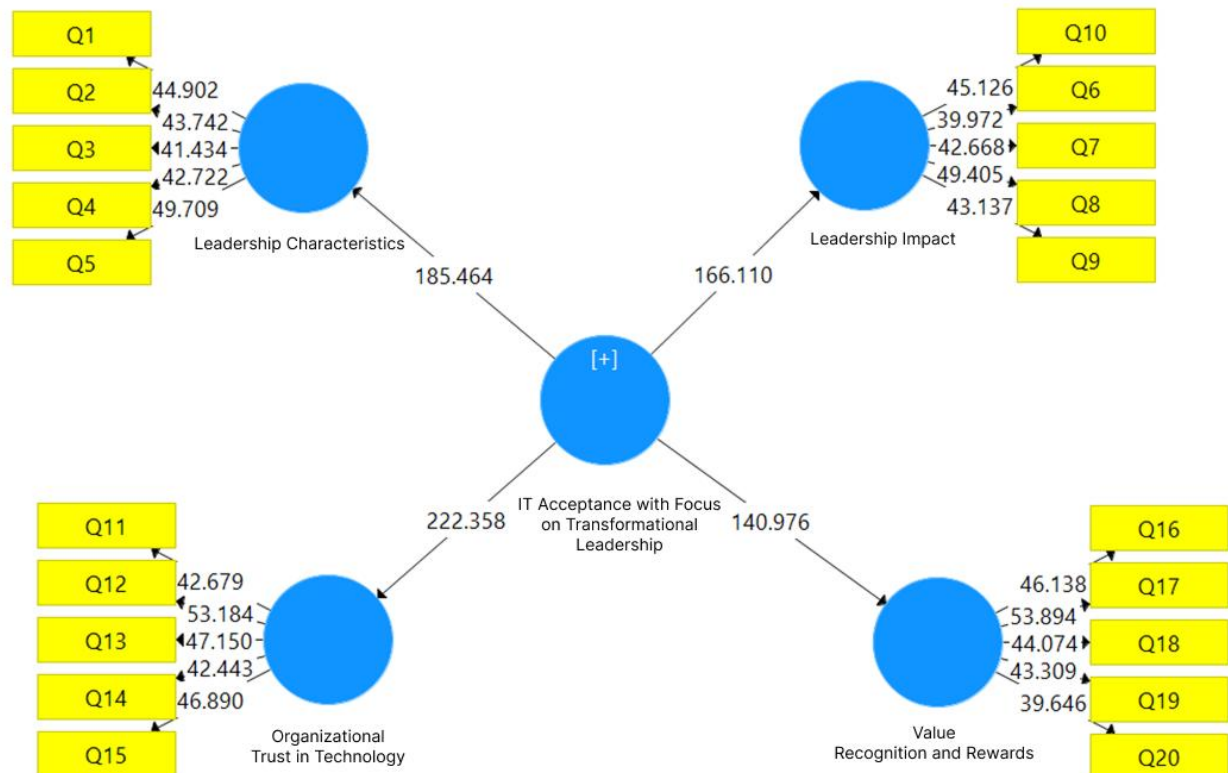 Q1
Q2
Q3
Q4
Q5
44.902
43.742
41.434
42.722
49.709
Leadership Characteristics
Q10
Q6
Q7
Q8
Q9
45.126
39.972
42.668
49.405
43.137
Leadership Impact
185.464
166.110
[+]
IT Acceptance with Focus
on Transformational
Leadership
222.358
140.976
Q11
Q12
Q13
Q14
Q15
42.679
53.184
47.150
42.443
46.890
Organizational
Trust in Technology
Q16
Q17
Q18
Q19
Q20
46.138
53.894
44.074
43.309
39.646
Value
Recognition and Rewards